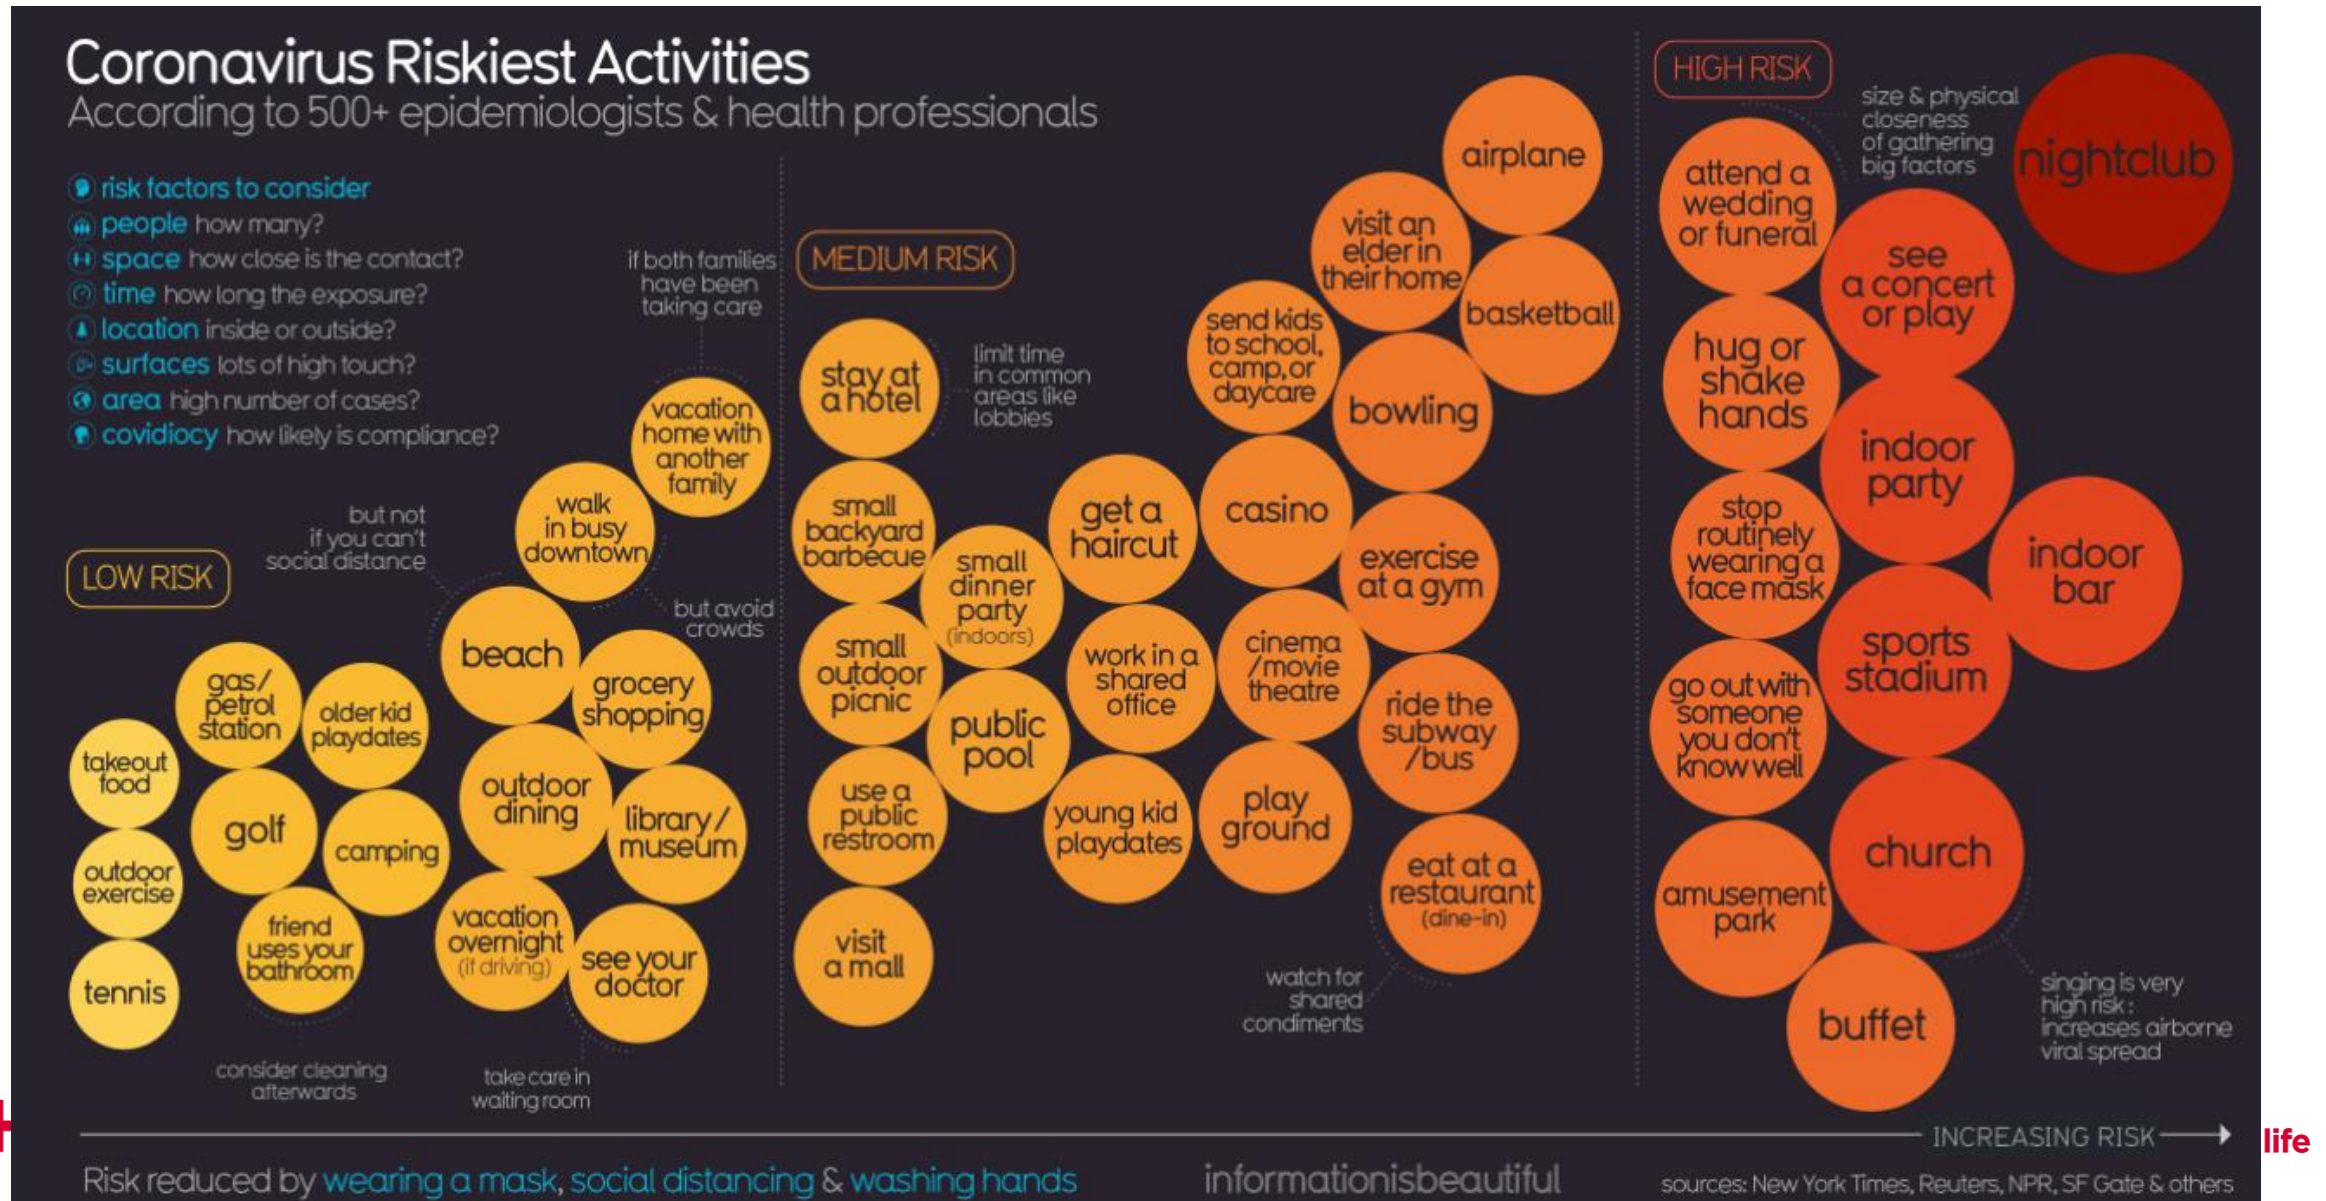 Coronavirus Riskiest Activities
According to 500+ epidemiologists & health professionals
risk factors to consider
people how many?
space how close is the contact?
time how long the exposure?
location inside or outside?
surfaces lots of high touch?
area high number of cases?
covidiocy how likely is compliance?
LOW RISK
takeout
food
outdoor
exercise
tennis
gas/
petrol
station
golf
friend
uses your
bathroom
consider cleaning
afterwards
older kid
playdates
camping
but not
if you can't
social distance
beach
outdoor
dining
vacation
overnight
(if driving)
walk
in busy
downtown
but avoid
crowds
grocery
shopping
library/
museum
see your
doctor
take care in
waiting room
if both families
have been
taking care
vacation
home with
another
family
MEDIUM RISK
stay at
a hotel
limit time
in common
areas like
lobbies
small
backyard
barbecue
small
outdoor
picnic
use a
public
restroom
visit
a mall
small
dinner
party
(indoors)
public
pool
get a
haircut
work in a
shared
office
young kid
playdates
send kids
to school,
camp, or
daycare
casino
cinema
/movie
theatre
play
ground
visit an
elder in
their home
bowling
exercise
at a gym
ride the
subway
/bus
eat at a
restaurant
(dine-in)
watch for
shared
condiments
airplane
basketball
HIGH RISK
size & physical
closeness
of gathering
big factors
attend a
wedding
or funeral
hug or
shake
hands
stop
routinely
wearing a
face mask
go out with
someone
you don't
know well
amusement
park
buffet
see
a concert
or play
indoor
party
sports
stadium
church
singing is very
high risk:
increases airborne
viral spread
indoor
bar
nightclub
INCREASING RISK
life
Risk reduced by wearing a mask, social distancing & washing hands
informationisbeautiful
sources: New York Times, Reuters, NPR, SF Gate & others